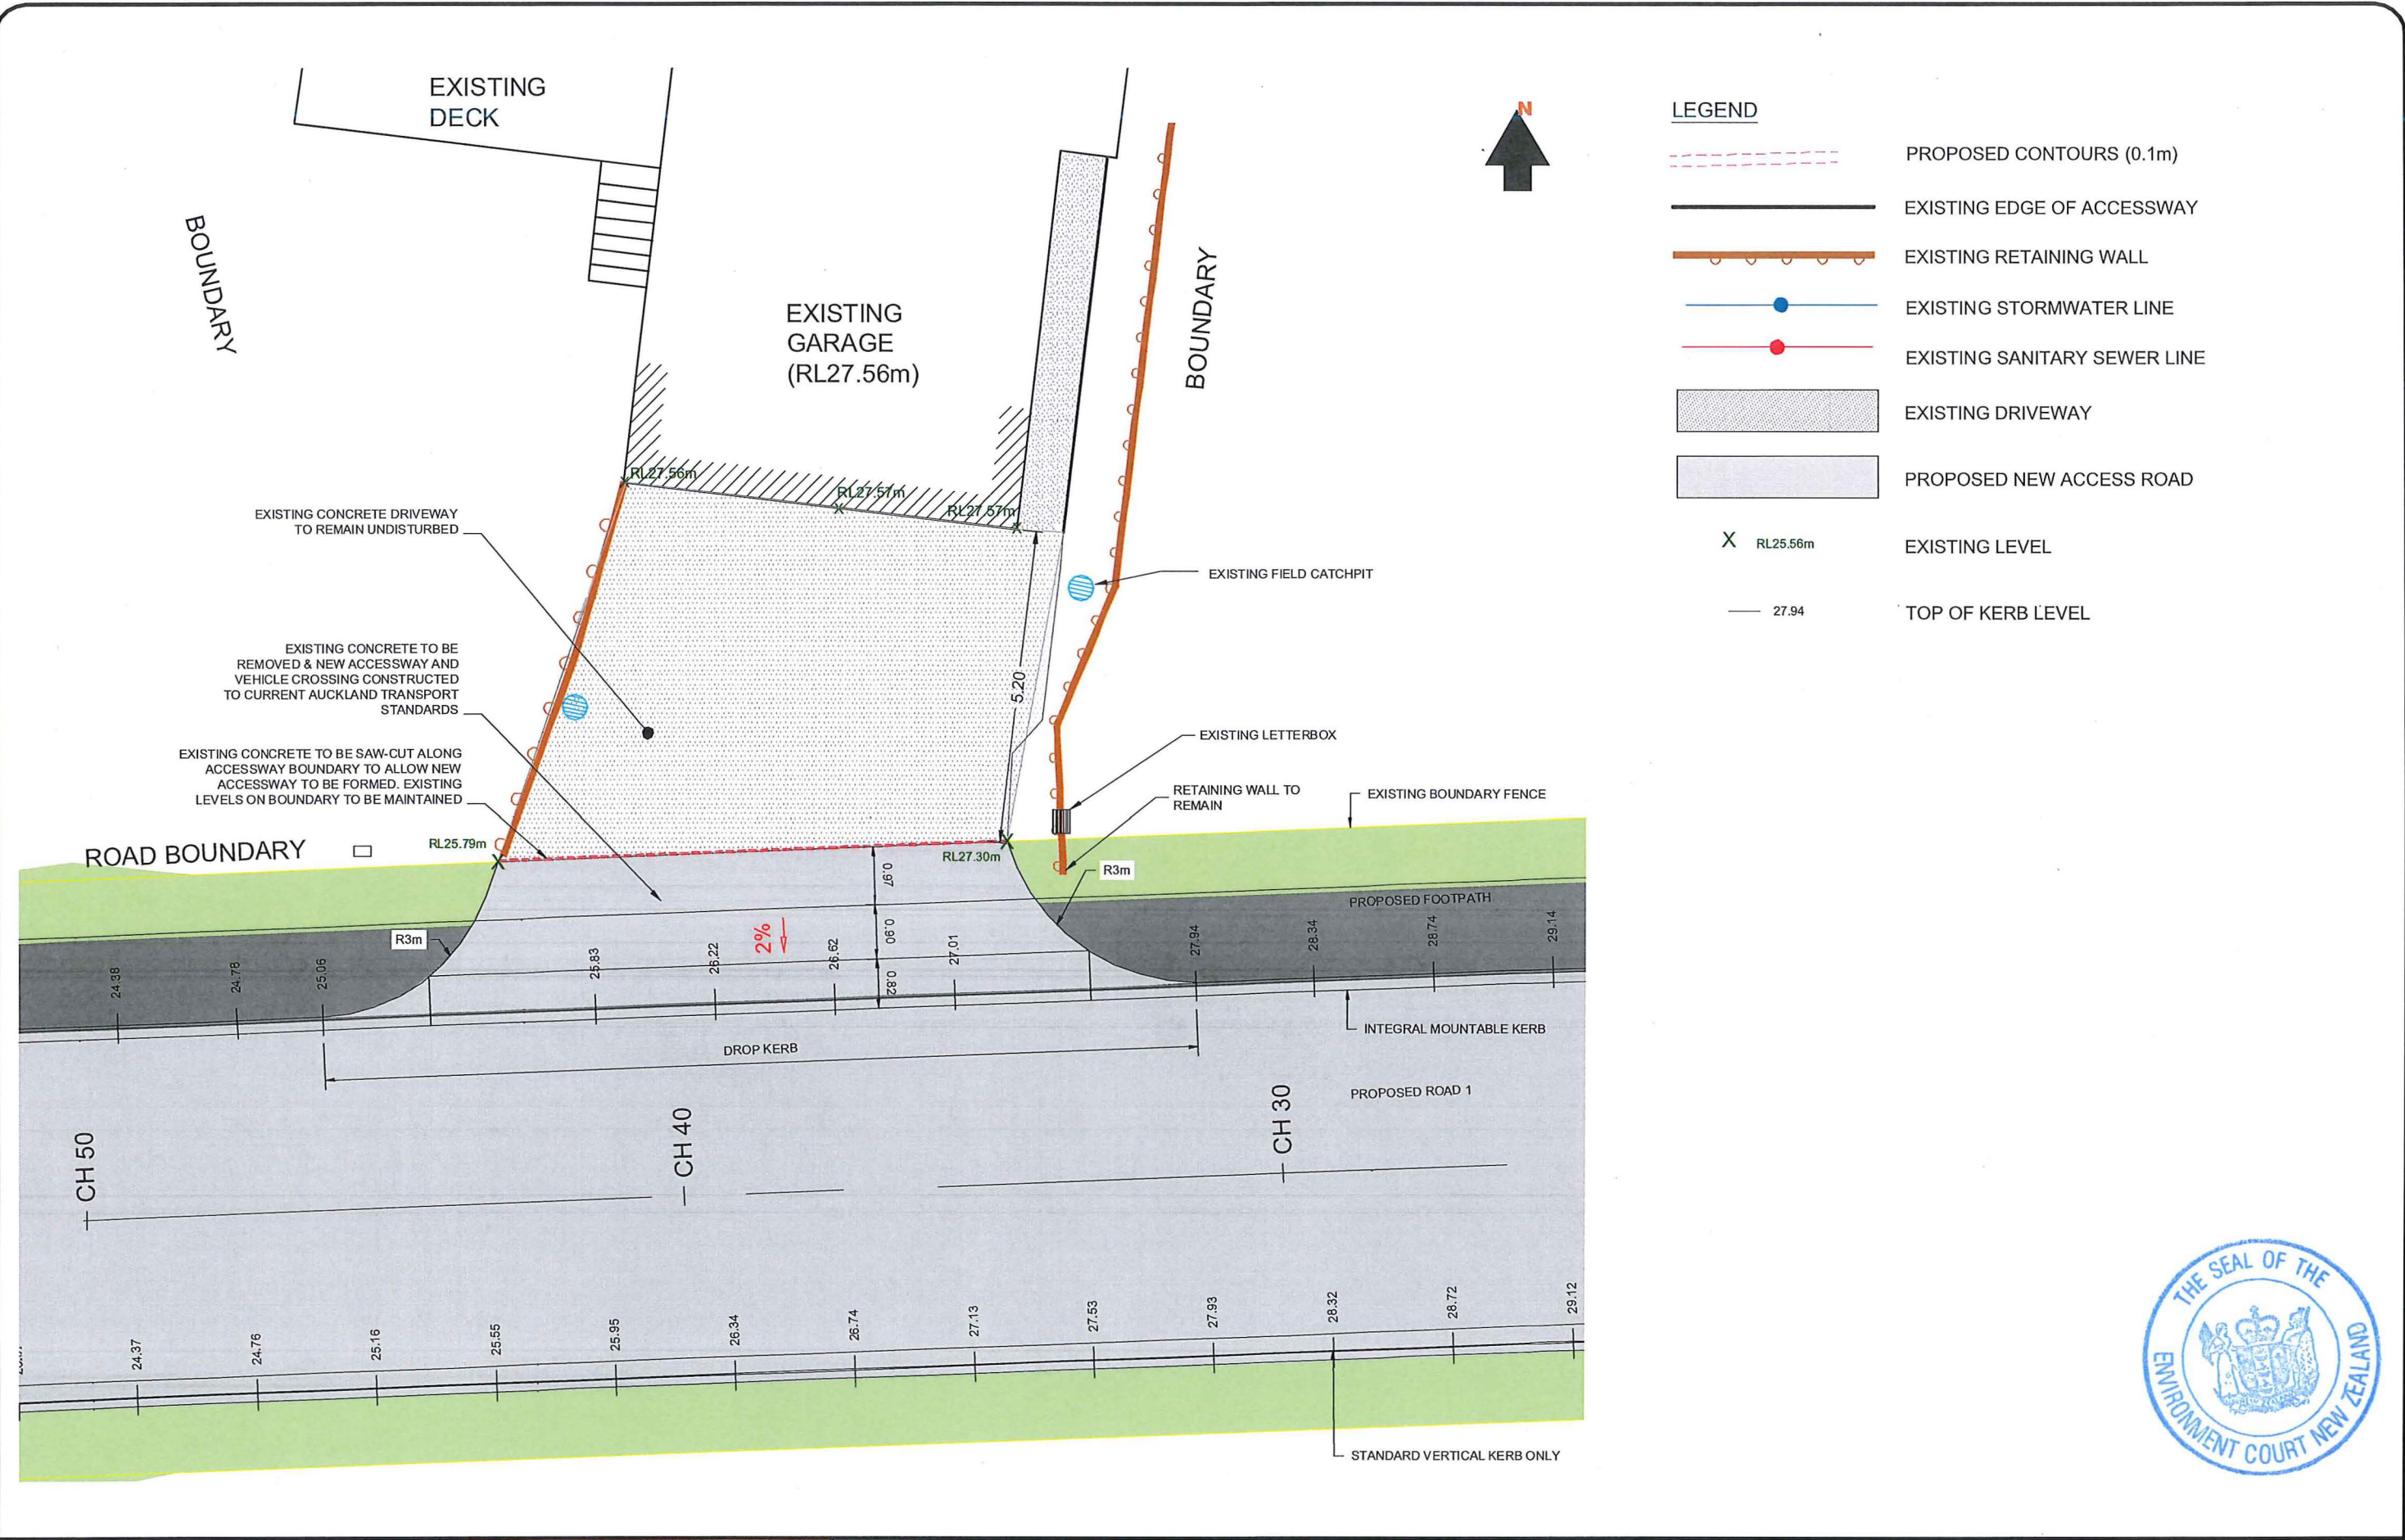 EXISTING
DECK
BOUNDARY
EXISTING
GARAGE
(RL27.56m)
BOUNDARY
RL27.56m
RL27.57m
RL27.57m
EXISTING CONCRETE DRIVEWAY
TO REMAIN UNDISTURBED
EXISTING FIELD CATCHPIT
EXISTING CONCRETE TO BE
REMOVED & NEW ACCESSWAY AND
VEHICLE CROSSING CONSTRUCTED
TO CURRENT AUCKLAND TRANSPORT
STANDARDS
5.20
EXISTING LETTERBOX
EXISTING CONCRETE TO BE SAW-CUT ALONG
ACCESSWAY BOUNDARY TO ALLOW NEW
ACCESSWAY TO BE FORMED. EXISTING
LEVELS ON BOUNDARY TO BE MAINTAINED
RETAINING WALL TO
REMAIN
EXISTING BOUNDARY FENCE
ROAD BOUNDARY
RL25.79m
RL27.30m
R3m
R3m
0.97
0.90
0.82
2%
PROPOSED FOOTPATH
24.38
24.78
25.06
25.83
26.22
26.62
27.01
27.94
28.34
28.74
29.14
INTEGRAL MOUNTABLE KERB
DROP KERB
PROPOSED ROAD 1
CH 50
CH 40
CH 30
24.37
24.76
25.16
25.55
25.95
26.34
26.74
27.13
27.53
27.93
28.32
28.72
29.12
STANDARD VERTICAL KERB ONLY
N
LEGEND
PROPOSED CONTOURS (0.1m)
EXISTING EDGE OF ACCESSWAY
EXISTING RETAINING WALL
EXISTING STORMWATER LINE
EXISTING SANITARY SEWER LINE
EXISTING DRIVEWAY
PROPOSED NEW ACCESS ROAD
X RL25.56m EXISTING LEVEL
27.94 TOP OF KERB LEVEL
THE SEAL OF THE
ENVIRONMENT COURT NEW ZEALAND